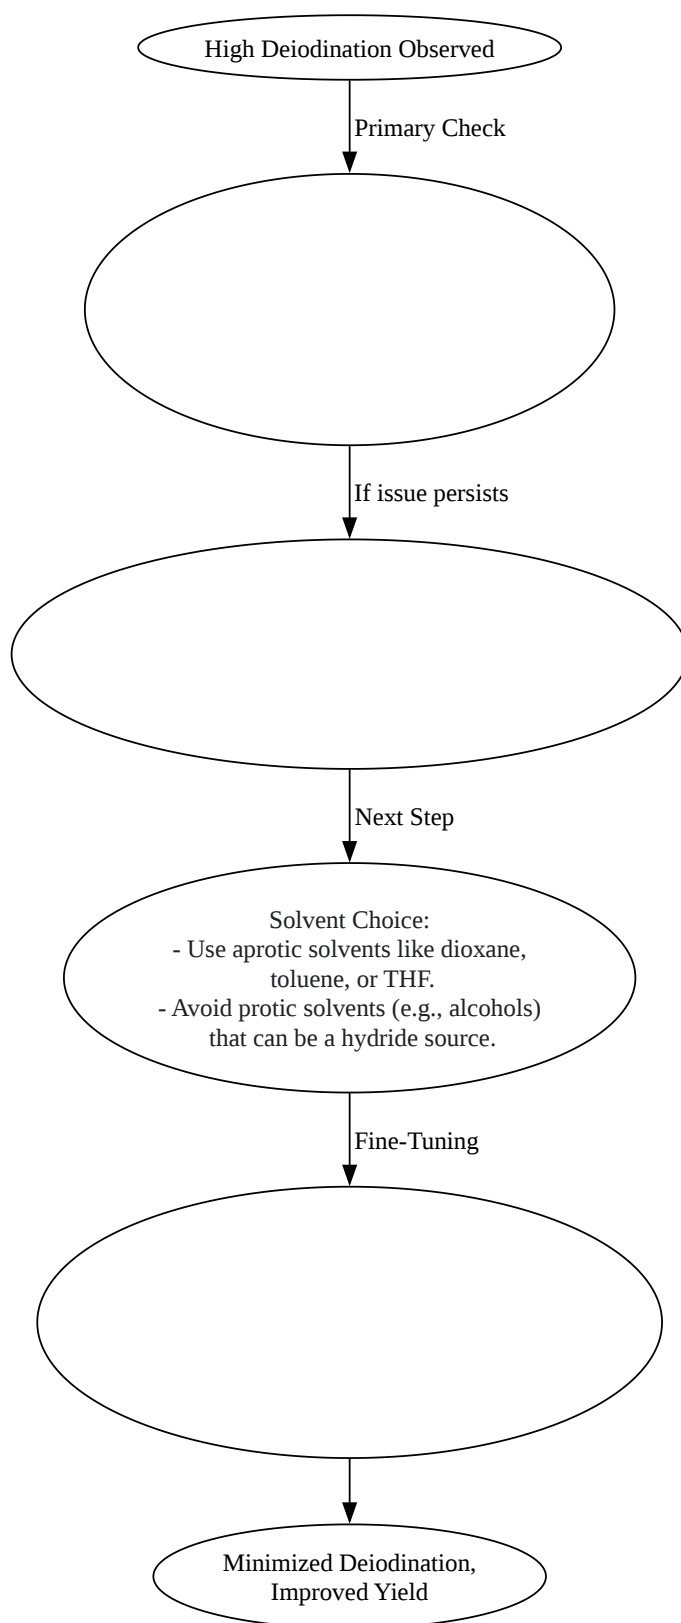 High Deiodination Observed
Primary Check
If issue persists
Next Step
Solvent Choice:
- Use aprotic solvents like dioxane,
toluene, or THF.
- Avoid protic solvents (e.g., alcohols)
that can be a hydride source.
Fine-Tuning
Minimized Deiodination,
Improved Yield